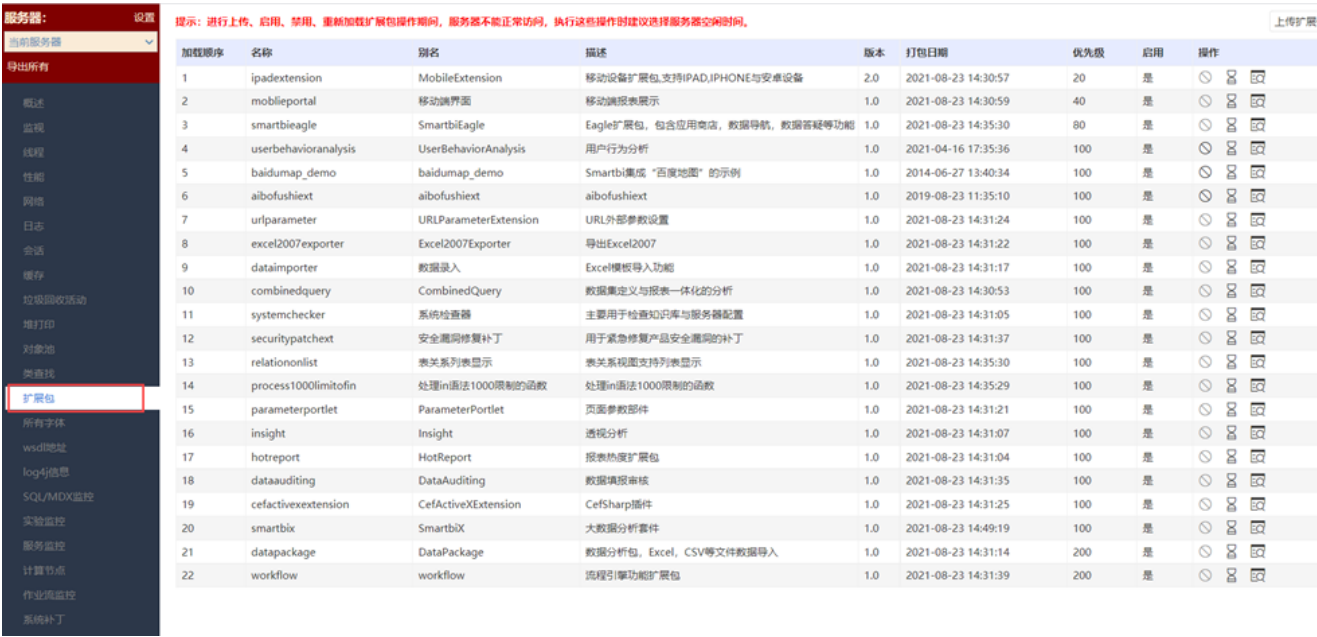 服务器: 设置
当前服务器
导出所有
概述
监视
线程
性能
网络
日志
会话
缓存
垃圾回收活动
堆打印
对象池
类查找
扩展包
所有字体
wsdl地址
log4j信息
SQL/MDX监控
实验监控
服务监控
计算节点
作业流监控
系统补丁
提示：进行上传、启用、禁用、重新加载扩展包操作期间，服务器不能正常访问，执行这些操作时建议选择服务器空闲时间。 上传扩展
加载顺序 名称 别名 描述 版本 打包日期 优先级 启用 操作
1 ipadextension MobileExtension 移动设备扩展包,支持IPAD,IPHONE与安卓设备 2.0 2021-08-23 14:30:57 20 是
2 moblieportal 移动端界面 移动端报表展示 1.0 2021-08-23 14:30:59 40 是
3 smartbieagle SmartbiEagle Eagle扩展包，包含应用商店，数据导航，数据答疑等功能 1.0 2021-08-23 14:35:30 80 是
4 userbehavioranalysis UserBehaviorAnalysis 用户行为分析 1.0 2021-04-16 17:35:36 100 是
5 baidumap_demo baidumap_demo Smartbi集成“百度地图”的示例 1.0 2014-06-27 13:40:34 100 是
6 aibofushiext aibofushiext aibofushiext 1.0 2019-08-23 11:35:10 100 是
7 urlparameter URLParameterExtension URL外部参数设置 1.0 2021-08-23 14:31:24 100 是
8 excel2007exporter Excel2007Exporter 导出Excel2007 1.0 2021-08-23 14:31:22 100 是
9 dataimporter 数据录入 Excel模板导入功能 1.0 2021-08-23 14:31:17 100 是
10 combinedquery CombinedQuery 数据集定义与报表一体化的分析 1.0 2021-08-23 14:30:53 100 是
11 systemchecker 系统检查器 主要用于检查知识库与服务器配置 1.0 2021-08-23 14:31:05 100 是
12 securitypatchext 安全漏洞修复补丁 用于紧急修复产品安全漏洞的补丁 1.0 2021-08-23 14:31:37 100 是
13 relationonlist 表关系列表显示 表关系视图支持列表显示 1.0 2021-08-23 14:35:30 100 是
14 process1000limitofin 处理in语法1000限制的函数 处理in语法1000限制的函数 1.0 2021-08-23 14:35:29 100 是
15 parameterportlet ParameterPortlet 页面参数部件 1.0 2021-08-23 14:31:21 100 是
16 insight Insight 透视分析 1.0 2021-08-23 14:31:07 100 是
17 hotreport HotReport 报表热度扩展包 1.0 2021-08-23 14:31:04 100 是
18 dataauditing DataAuditing 数据填报审核 1.0 2021-08-23 14:31:35 100 是
19 cefactivexextension CefActiveXExtension CefSharp插件 1.0 2021-08-23 14:31:25 100 是
20 smartbix SmartbiX 大数据分析套件 1.0 2021-08-23 14:49:19 100 是
21 datapackage DataPackage 数据分析包，Excel，CSV等文件数据导入 1.0 2021-08-23 14:31:14 200 是
22 workflow workflow 流程引擎功能扩展包 1.0 2021-08-23 14:31:39 200 是